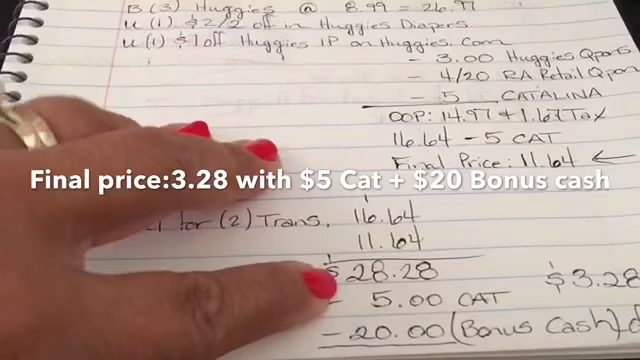 B (3) Huggies @ 8.99 = 26.97
u (1) $2/2 off in Huggies Diapers
u (1) $1 off Huggies IP on Huggies.com
- 3.00 Huggies Qpons
- 4/20 RA Retail Qpon
- 5 CATALINA
OOP: 14.97 + 1.67 Tax
16.64 - 5 CAT
Final Price: 11.64 ←
Final price:3.28 with $5 Cat + $20 Bonus cash
for (2) Trans. 16.64
11.64
$28.28 $3.28
- 5.00 CAT
- 20.00 (Bonus Cash)